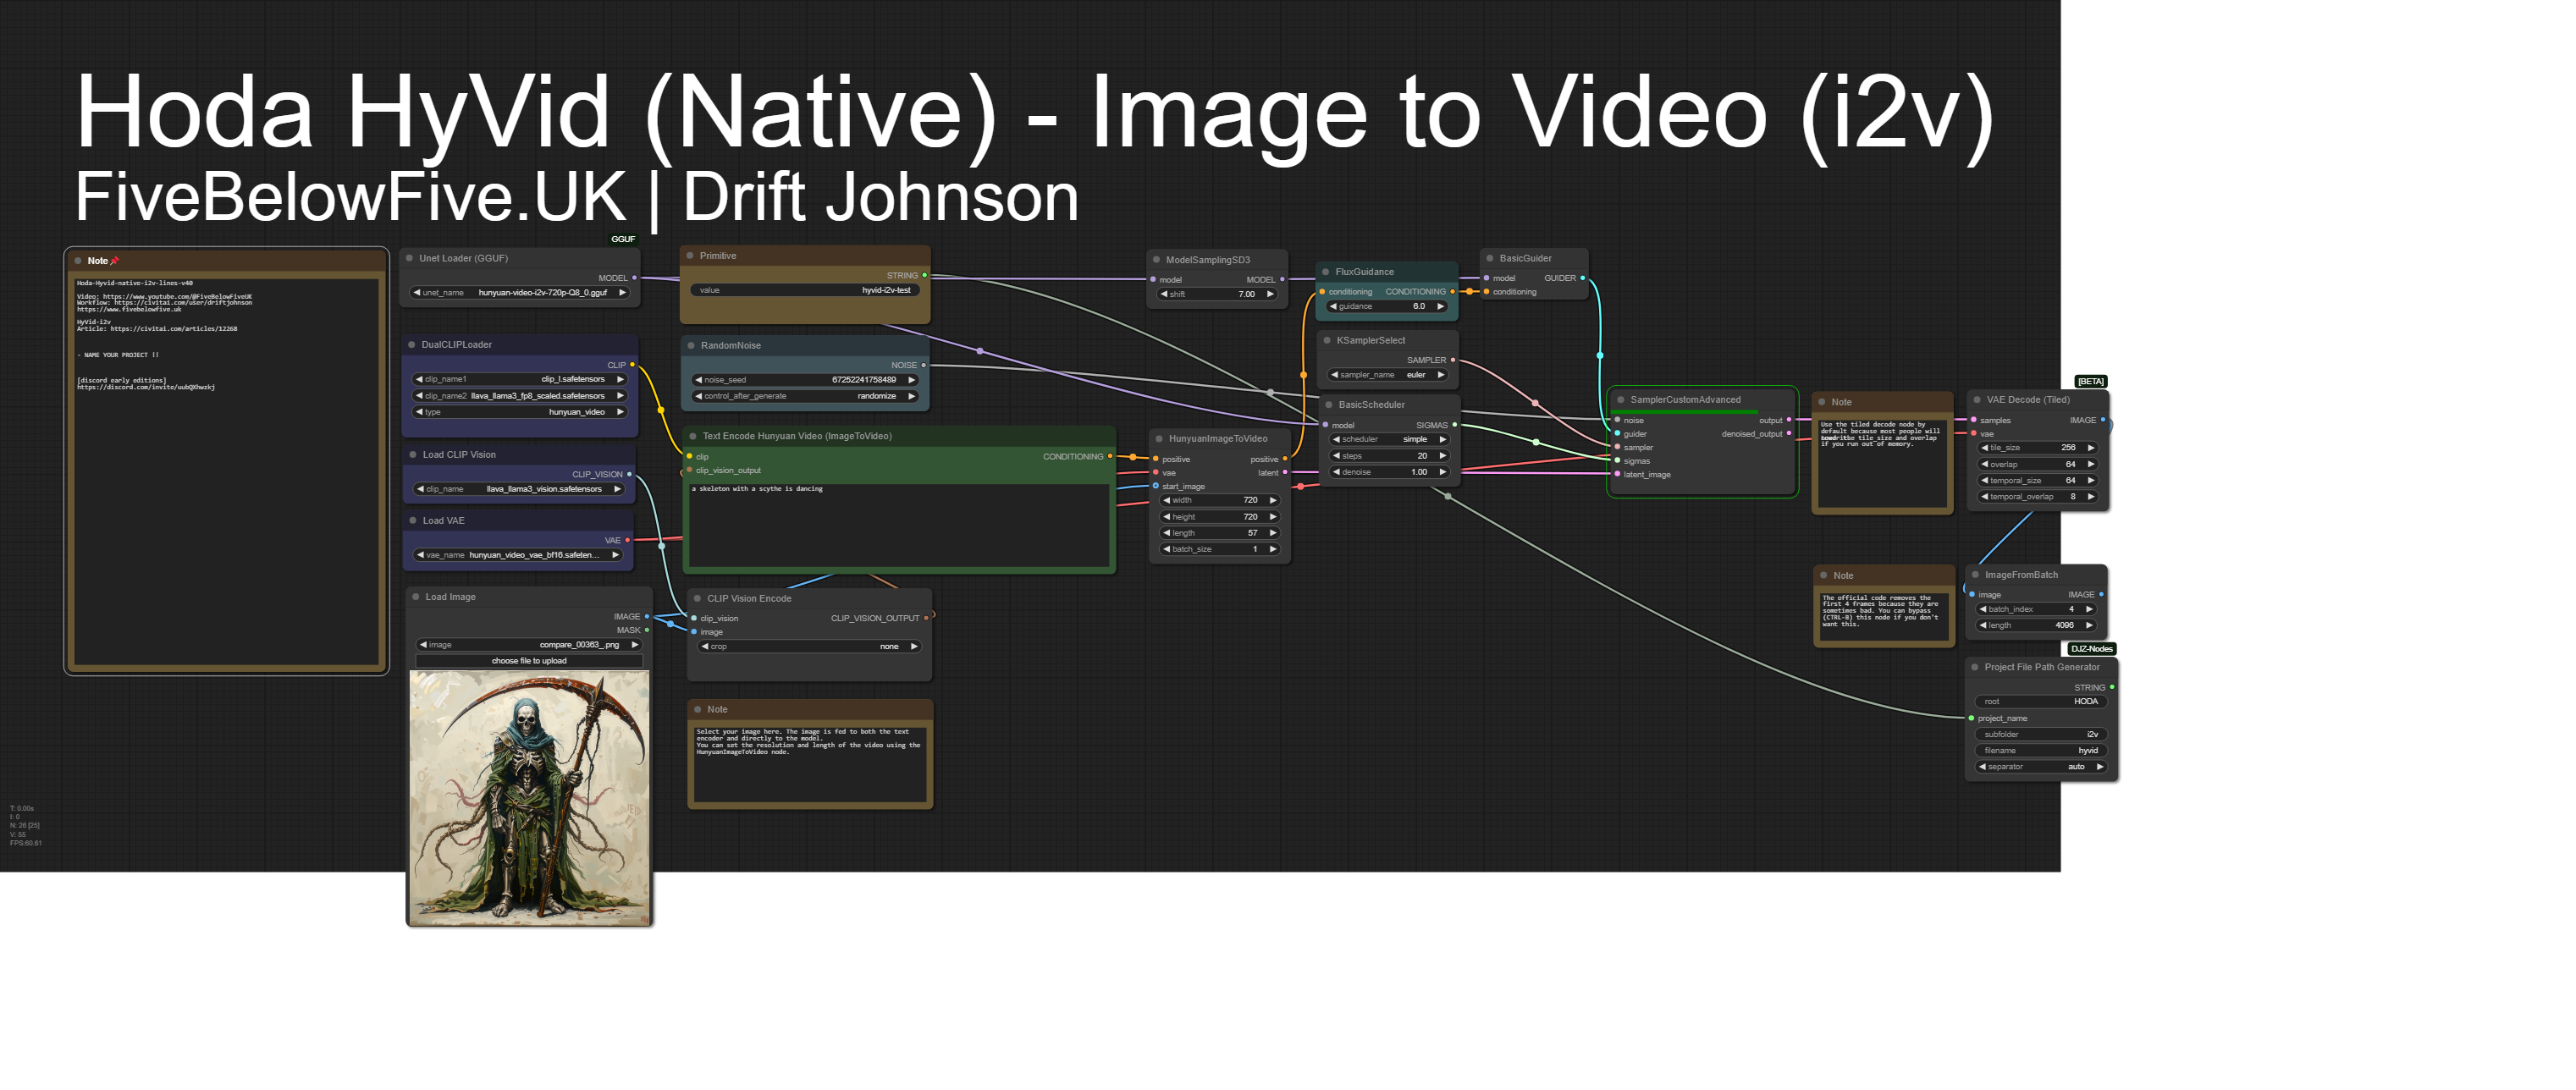 Hoda HyVid (Native) - Image to Video (i2v)
FiveBelowFive.UK | Drift Johnson
Note
Hoda-Hyvid-native-i2v-lines-v40
Video: https://www.youtube.com/@FiveBelowFiveUK
Workflow: https://civitai.com/user/driftjohnson
https://www.fivebelowfive.uk
HyVid-i2v
Article: https://civitai.com/articles/12268
- NAME YOUR PROJECT !!
[discord early editions]
https://discord.com/invite/uubQXhwzkj
GGUF
Unet Loader (GGUF)
MODEL
unet_name hunyuan-video-i2v-720p-Q8_0.gguf
DualCLIPLoader
CLIP
clip_name1 clip_l.safetensors
clip_name2 llava_llama3_fp8_scaled.safetensors
type hunyuan_video
Load CLIP Vision
CLIP_VISION
clip_name llava_llama3_vision.safetensors
Load VAE
VAE
vae_name hunyuan_video_vae_bf16.safeten...
Load Image
IMAGE
MASK
image compare_00363_.png
choose file to upload
Primitive
STRING
value hyvid-i2v-test
RandomNoise
NOISE
noise_seed 67252241758489
control_after_generate randomize
Text Encode Hunyuan Video (ImageToVideo)
clip CONDITIONING
clip_vision_output
a skeleton with a scythe is dancing
CLIP Vision Encode
clip_vision CLIP_VISION_OUTPUT
image
crop none
Note
Select your image here. The image is fed to both the text
encoder and directly to the model.
You can set the resolution and length of the video using the
HunyuanImageToVideo node.
ModelSamplingSD3
model MODEL
shift 7.00
HunyuanImageToVideo
positive positive
vae latent
start_image
width 720
height 720
length 57
batch_size 1
FluxGuidance
conditioning CONDITIONING
guidance 6.0
KSamplerSelect
SAMPLER
sampler_name euler
BasicScheduler
model SIGMAS
scheduler simple
steps 20
denoise 1.00
BasicGuider
model GUIDER
conditioning
SamplerCustomAdvanced
noise output
guider denoised_output
sampler
sigmas
latent_image
Note
Use the tiled decode node by
default because most people will
the tile_size and overlap
if you run out of memory.
[BETA]
VAE Decode (Tiled)
samples IMAGE
vae
tile_size 256
overlap 64
temporal_size 64
temporal_overlap 8
Note
The official code removes the
first 4 frames because they are
sometimes bad. You can bypass
(CTRL-B) this node if you don't
want this.
ImageFromBatch
image IMAGE
batch_index 4
length 4096
DJZ-Nodes
Project File Path Generator
STRING
root HODA
project_name
subfolder i2v
filename hyvid
separator auto
T: 0.00s
I: 0
N: 26 [25]
V: 55
FPS:60.61